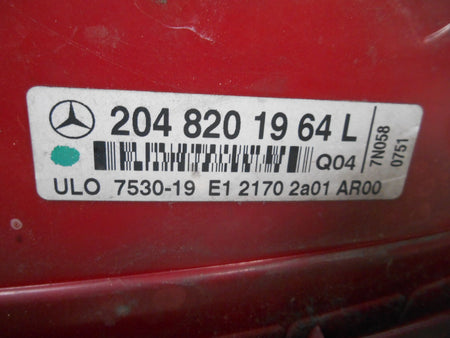 204 820 19 64 L
Q04
ULO 7530-19 E1 2170 2a01 AR00
7N058
0751